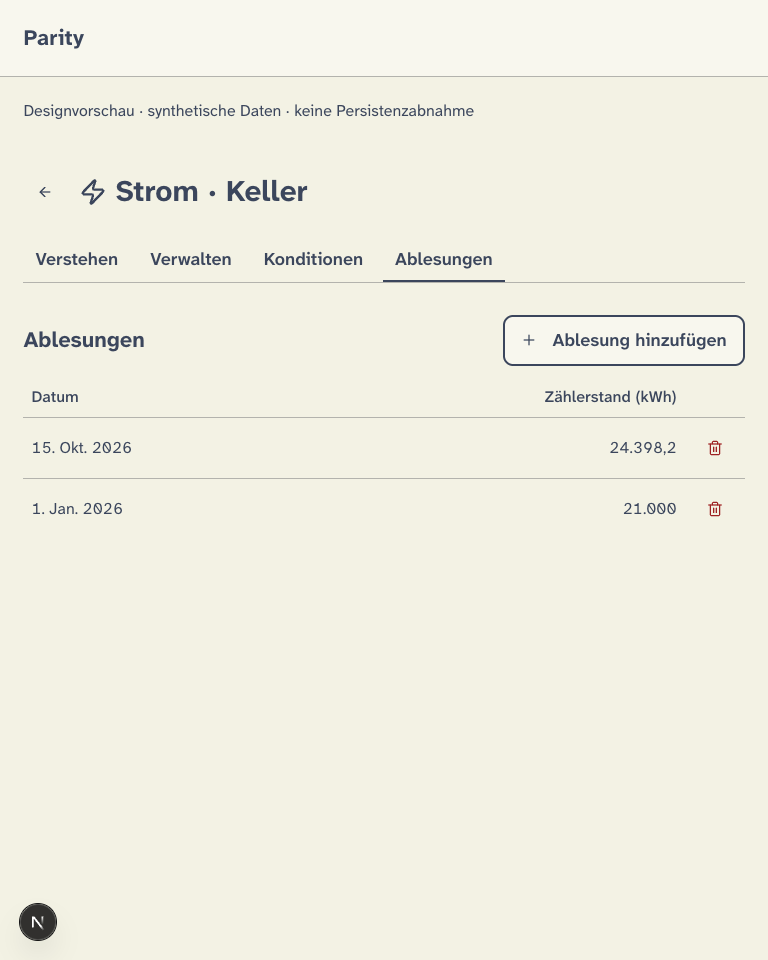 Parity
Designvorschau · synthetische Daten · keine Persistenzabnahme
Strom · Keller
Verstehen Verwalten Konditionen Ablesungen
Ablesungen
Ablesung hinzufügen
Datum Zählerstand (kWh)
15. Okt. 2026 24.398,2
1. Jan. 2026 21.000
N